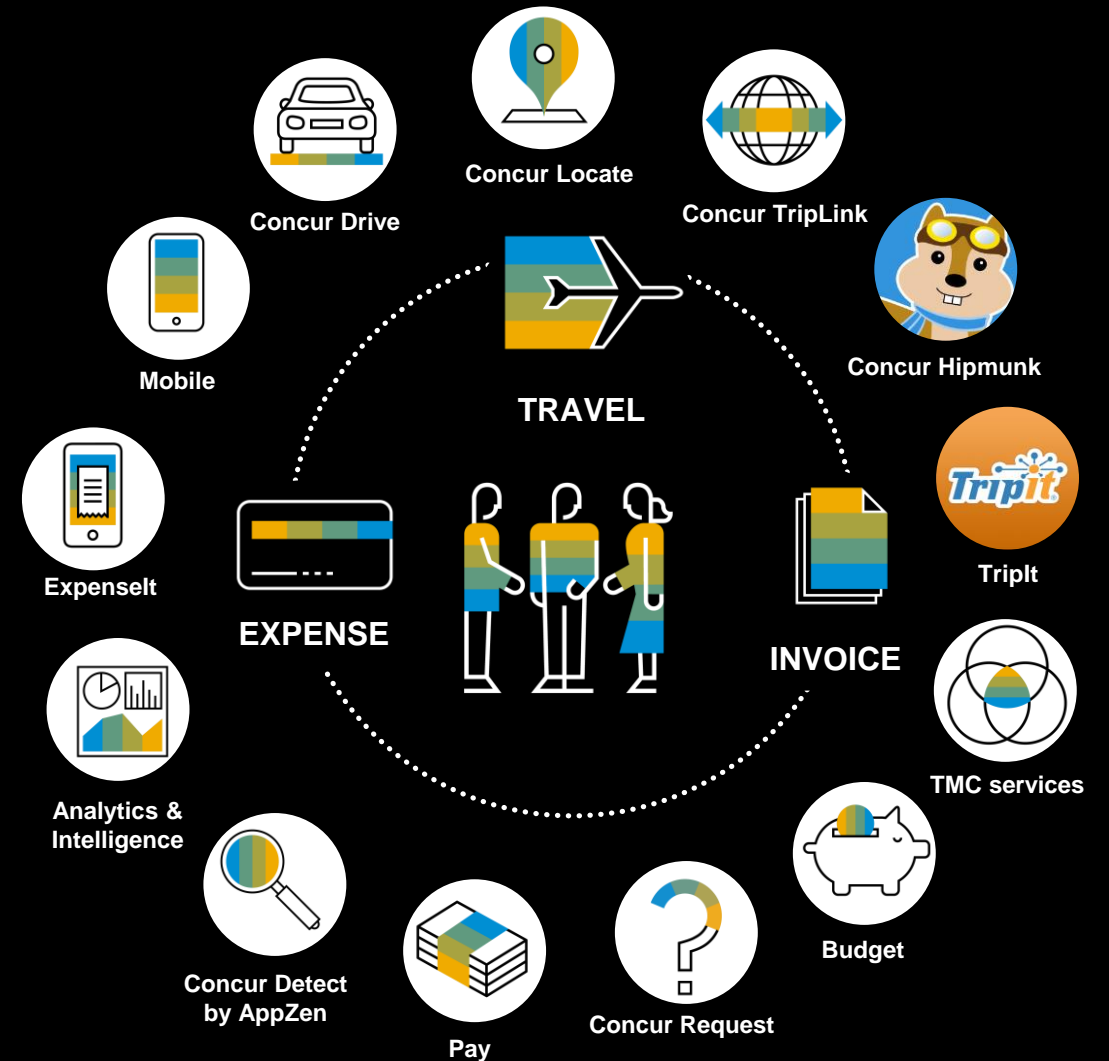 Concur Locate
Concur TripLink
Concur Drive
Concur Hipmunk
Mobile
TRAVEL
TripIt
TripIt
ExpenseIt
EXPENSE
INVOICE
TMC services
Analytics &
Intelligence
Budget
Concur Detect
by AppZen
Concur Request
Pay